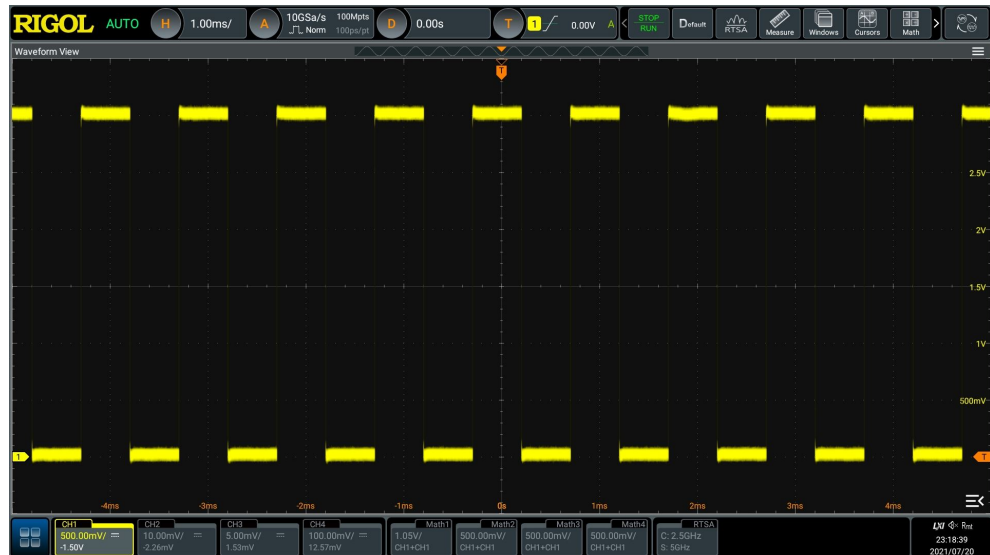 RIGOL AUTO H 1.00ms/ A 10GSa/s 100Mpts D 0.00s T 1 0.00V A STOP Default RTSA Measure Windows Cursors Math
Norm 100ps/pt RUN
Waveform View
T
2.5V
2V
1.5V
1V
500mV
1 T
-4ms -3ms -2ms -1ms 0s 1ms 2ms 3ms 4ms
CH1 CH2 CH3 CH4 Math1 Math2 Math3 Math4 RTSA
500.00mV/ 10.00mV/ 5.00mV/ 100.00mV/ 1.05V/ 500.00mV/ 500.00mV/ 500.00mV/ C: 2.5GHz LXI Rmt
-1.50V -2.26mV 1.53mV 12.57mV CH1+CH1 CH1+CH1 CH1+CH1 CH1+CH1 S: 5GHz 23:18:39
2021/07/20